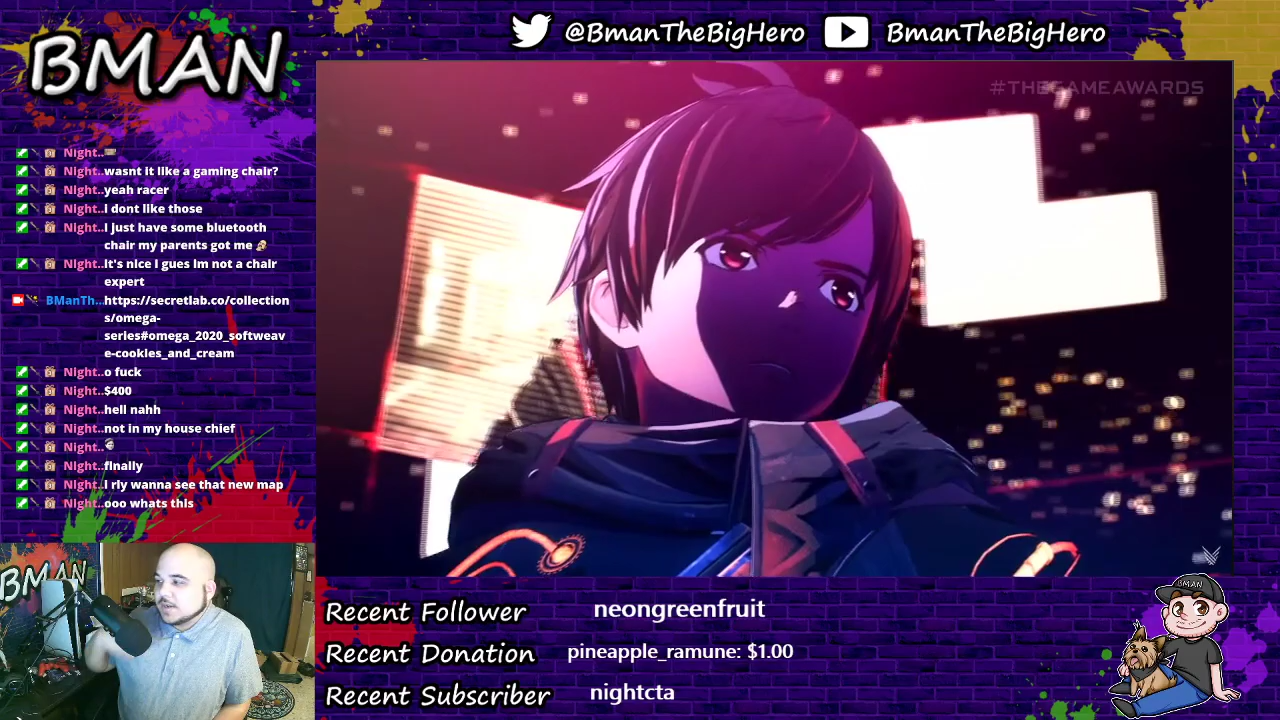 BMAN
@BmanTheBigHero
BmanTheBigHero
#THEGAMEAWARDS
Night..
Night.. wasnt it like a gaming chair?
Night.. yeah racer
Night.. I dont like those
Night.. I just have some bluetooth
chair my parents got me
Night.. It's nice I gues Im not a chair
expert
BManTh... https://secretlab.co/collection
s/omega-
series#omega_2020_softweav
e-cookies_and_cream
Night.. o fuck
Night.. $400
Night.. hell nahh
Night.. not in my house chief
Night..
Night.. finally
Night.. I rly wanna see that new map
Night.. ooo whats this
BMAN
Recent Follower neongreenfruit
Recent Donation pineapple_ramune: $1.00
Recent Subscriber nightcta
BMAN